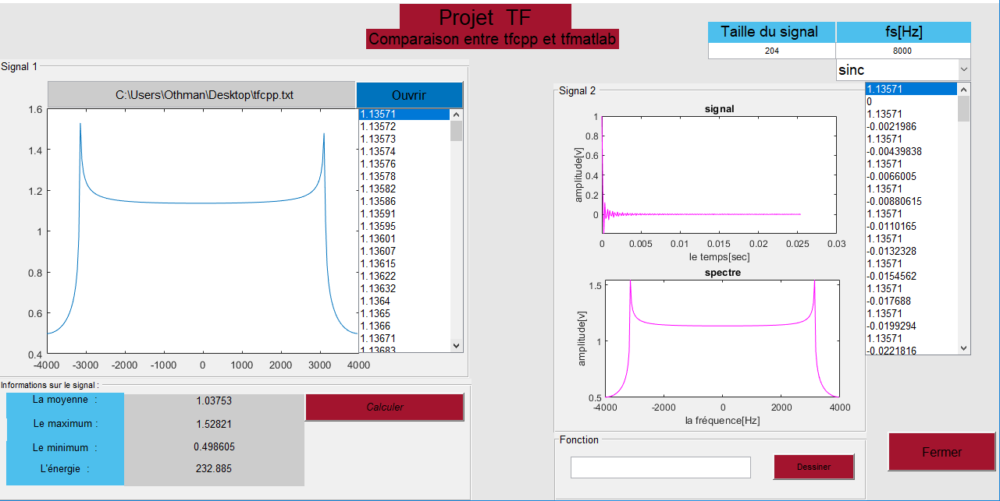 Projet TF
Comparaison entre tfcpp et tfmatlab
Taille du signal
fs[Hz]
204
8000
sinc
Signal 1
C:\Users\Othman\Desktop\tfcpp.txt
Ouvrir
1.6
1.4
1.2
1
0.8
0.6
0.4
-4000 -3000 -2000 -1000 0 1000 2000 3000 4000
1.13571
1.13572
1.13573
1.13574
1.13576
1.13578
1.13582
1.13586
1.13591
1.13595
1.13601
1.13607
1.13615
1.13622
1.13632
1.1364
1.1365
1.1366
1.13671
1.13683
Signal 2
signal
amplitude[v]
1
0.8
0.6
0.4
0.2
0
0 0.005 0.01 0.015 0.02 0.025 0.03
le temps[sec]
spectre
amplitude[v]
1.5
1
0.5
-4000 -2000 0 2000 4000
la fréquence[Hz]
1.13571
0
1.13571
-0.0021986
1.13571
-0.00439838
1.13571
-0.0066005
1.13571
-0.00880615
1.13571
-0.0110165
1.13571
-0.0132328
1.13571
-0.0154562
1.13571
-0.017688
1.13571
-0.0199294
1.13571
-0.0221816
Informations sur le signal :
La moyenne : 1.03753
Le maximum : 1.52821
Le minimum : 0.498605
L'énergie : 232.885
Calculer
Fonction
Dessiner
Fermer